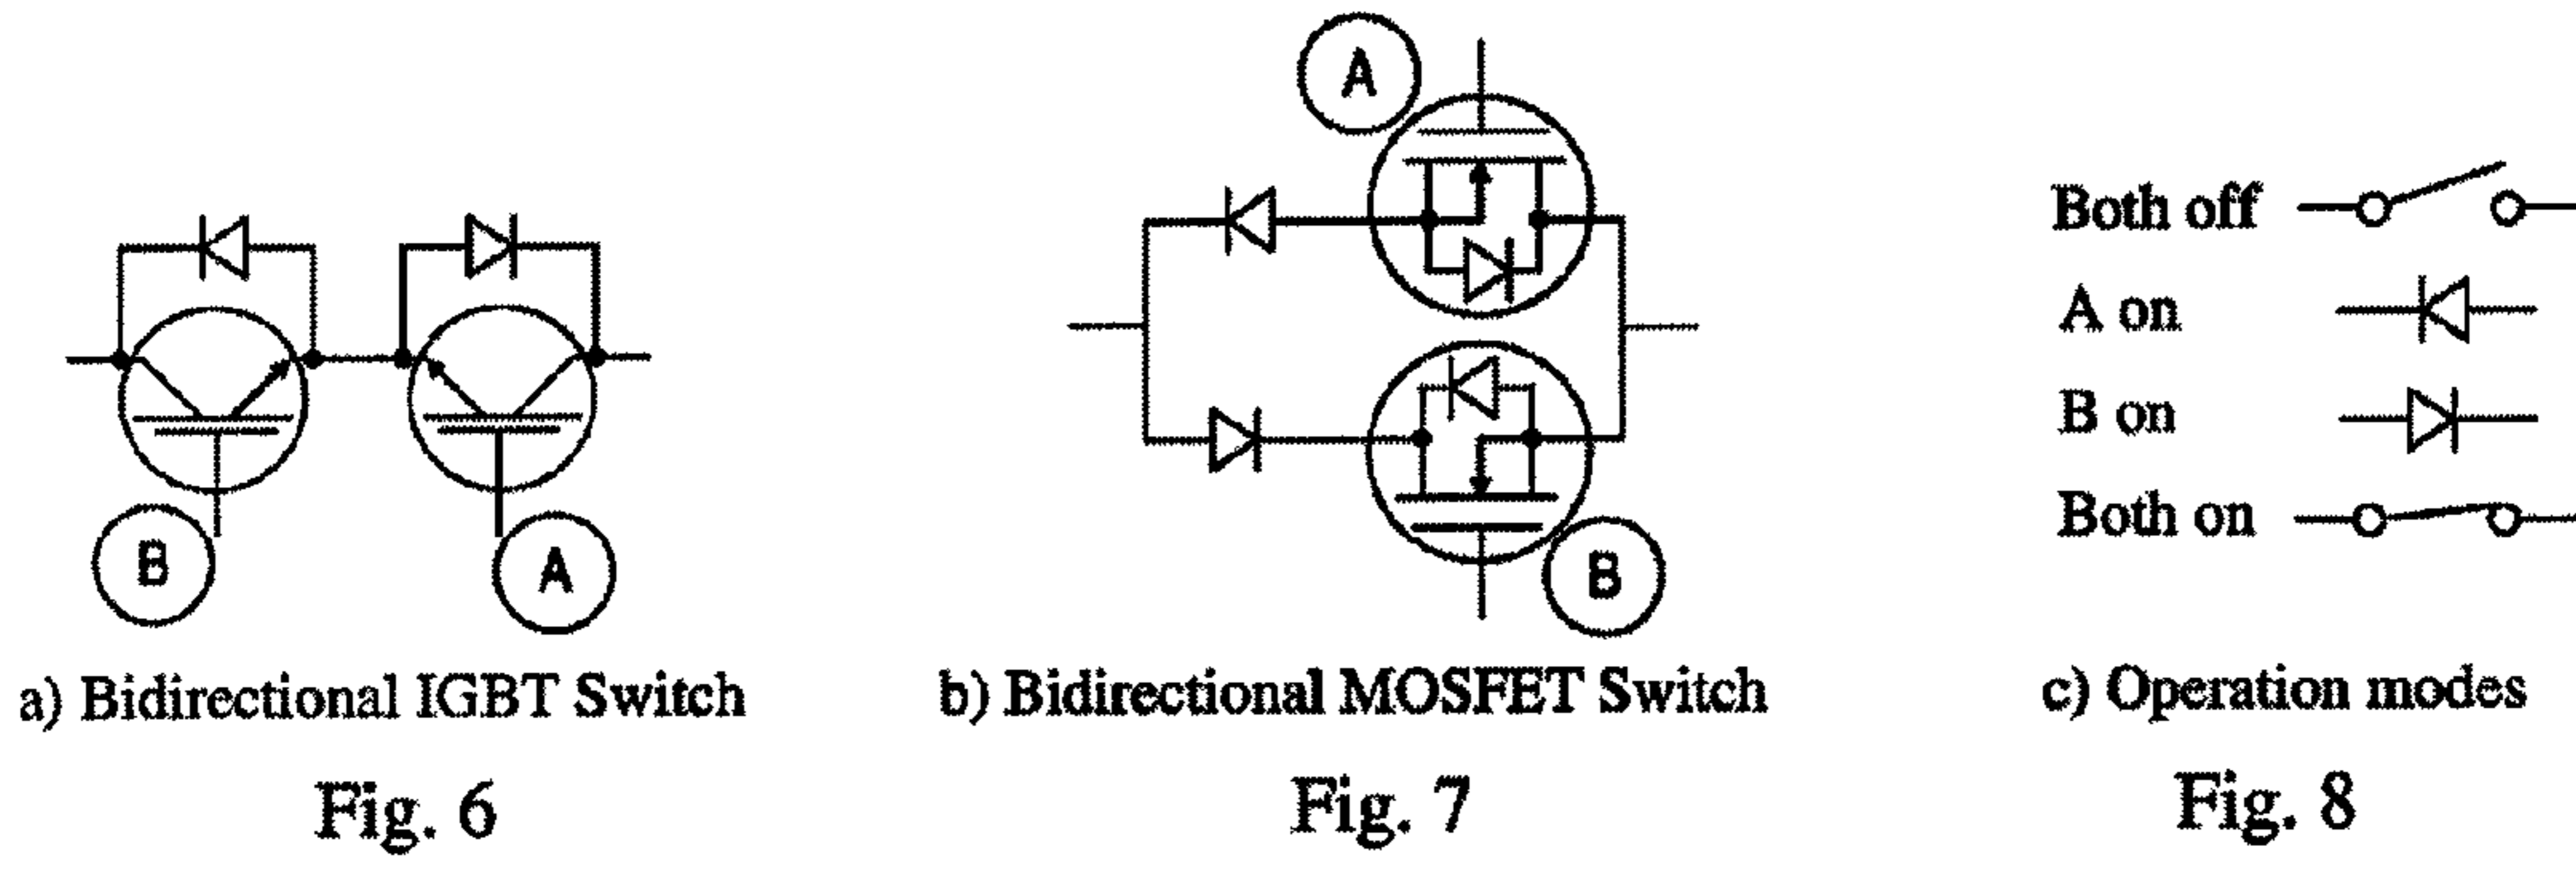 A
B
A
B
Both off
A on
B on
Both on
a) Bidirectional IGBT Switch
b) Bidirectional MOSFET Switch
c) Operation modes
Fig. 6
Fig. 7
Fig. 8